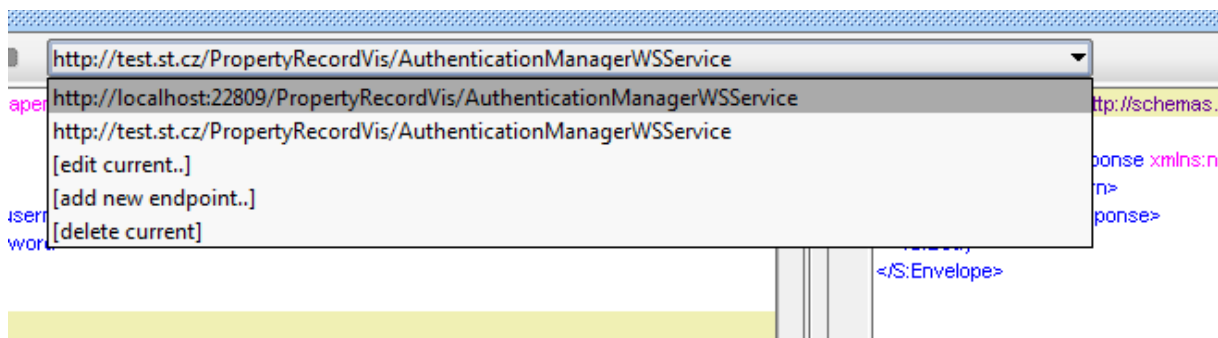 http://test.st.cz/PropertyRecordVis/AuthenticationManagerWSService
http://localhost:22809/PropertyRecordVis/AuthenticationManagerWSService
http://test.st.cz/PropertyRecordVis/AuthenticationManagerWSService
[edit current..]
[add new endpoint..]
[delete current]
ttp://schemas.
ponse xmlns:n
rn>
ponse>
</S:Envelope>